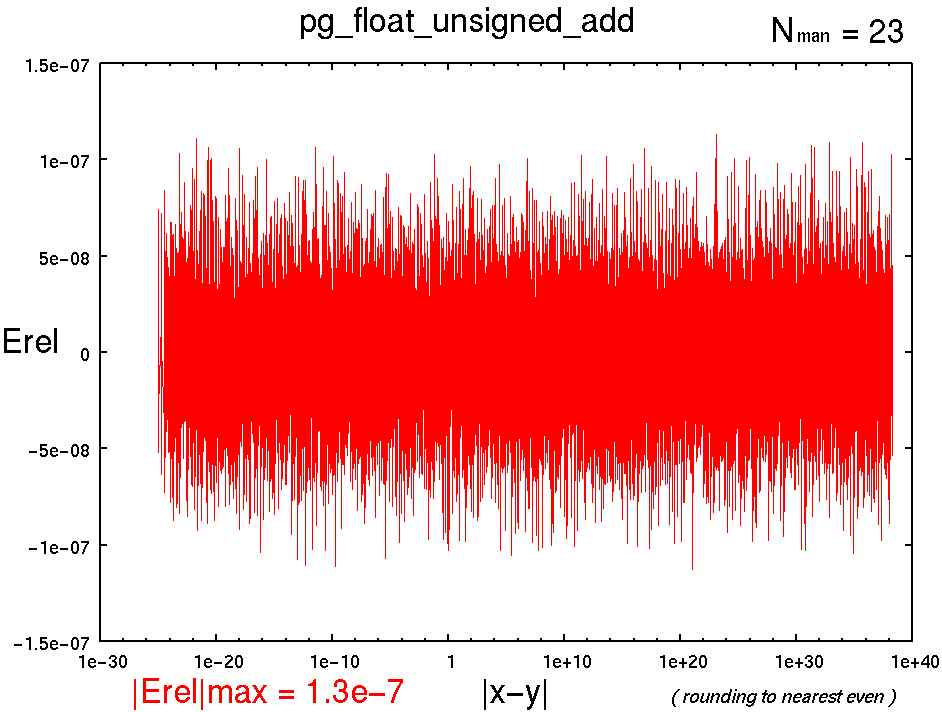 pg_float_unsigned_add
Nman = 23
1.5e-07
1e-07
5e-08
Erel
0
-5e-08
-1e-07
-1.5e-07
1e-30 1e-20 1e-10 1 1e+10 1e+20 1e+30 1e+40
|Erel|max = 1.3e-7
|x-y|
( rounding to nearest even )